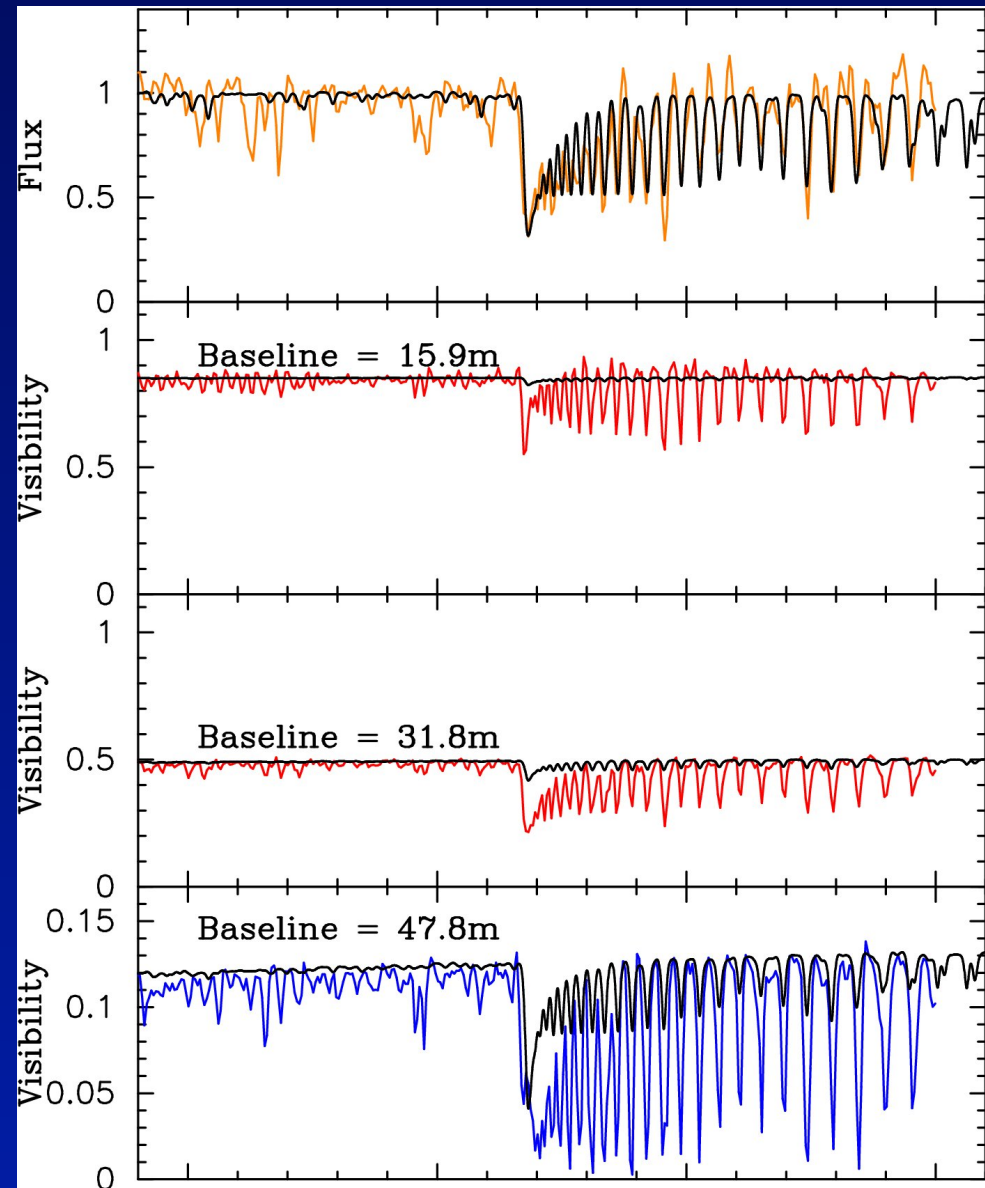 Flux
1
0.5
0
Visibility
1
0.5
0
Baseline = 15.9m
Visibility
1
0.5
0
Baseline = 31.8m
Visibility
0.15
0.1
0.05
0
Baseline = 47.8m